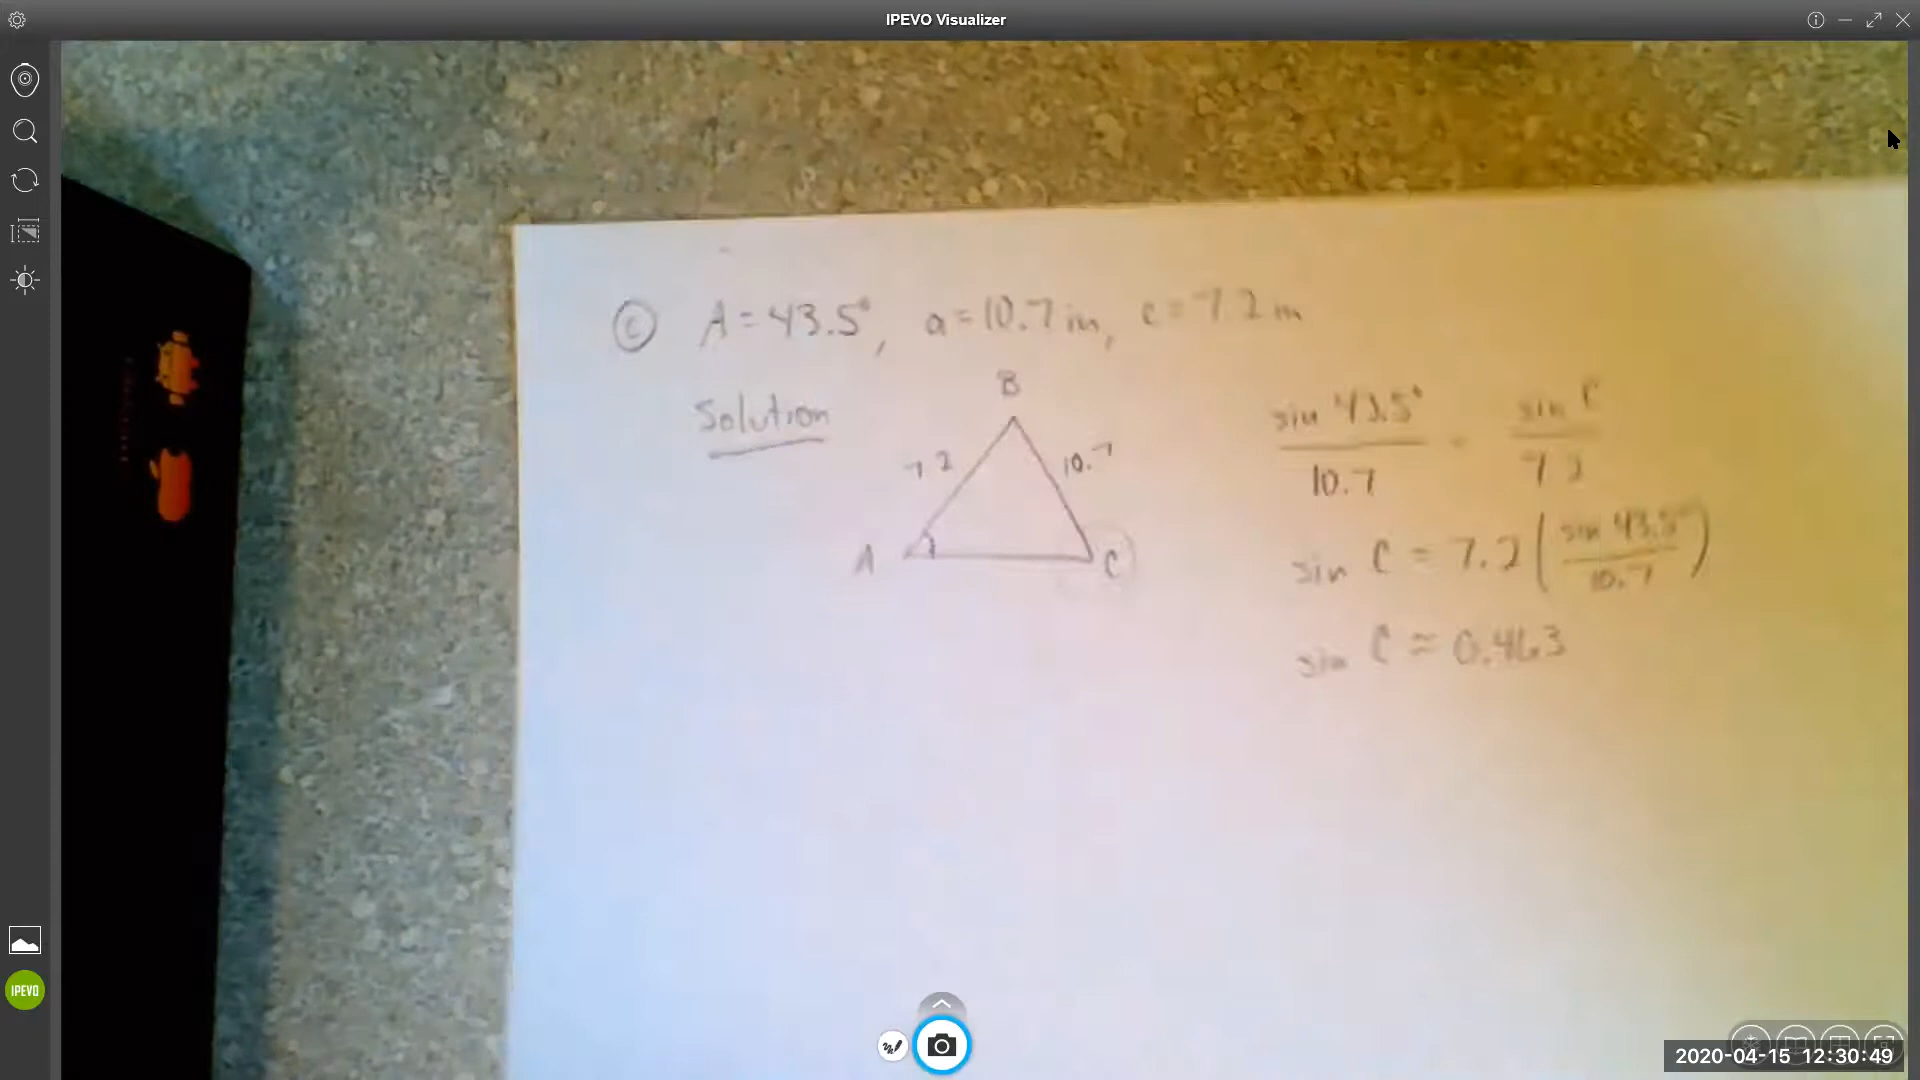 IPEVO Visualizer
© A = 43.5°, a = 10.7 in, c = 7.2 in
Solution
B
7.2
10.7
A
C
sin 43.5° / 10.7 = sin C / 7.2
sin C = 7.2 ( sin 43.5° / 10.7 )
sin C ≈ 0.463
IPEVO
2020-04-15 12:30:49